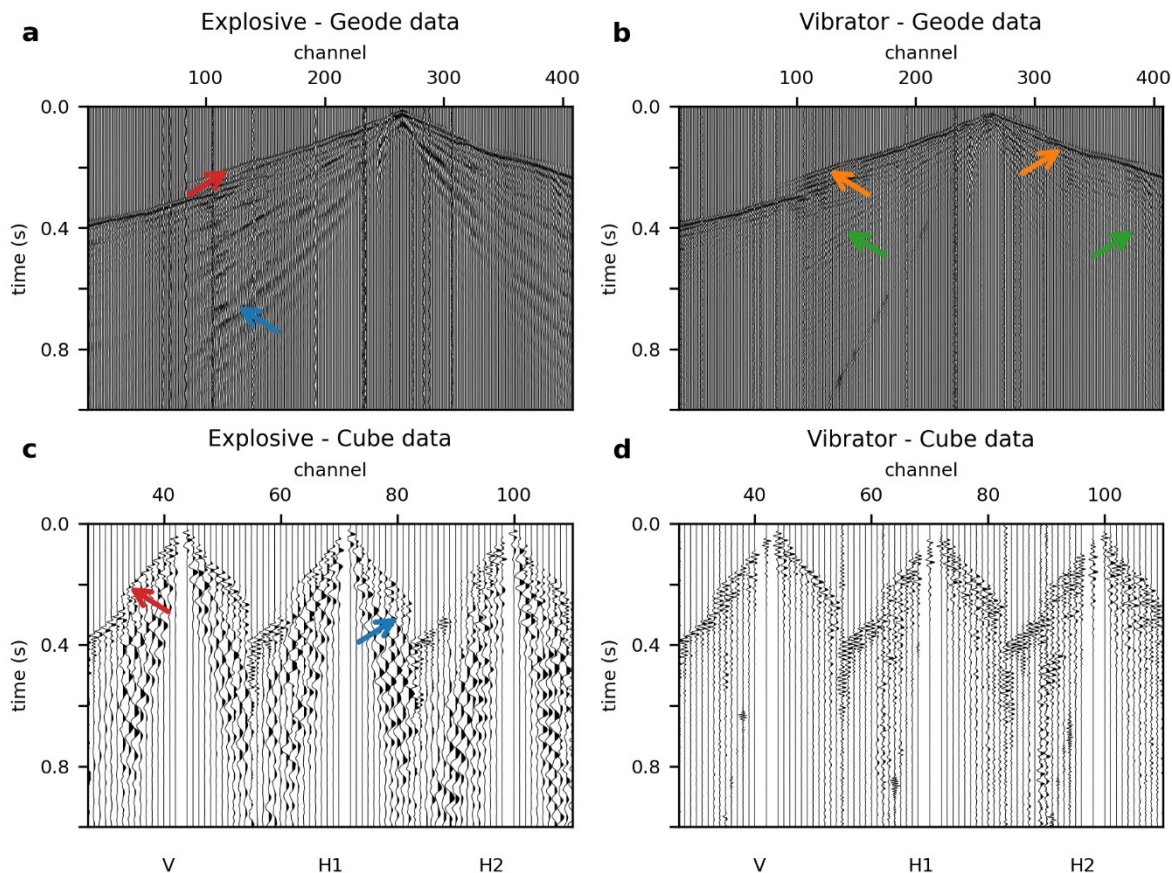 a Explosive - Geode data
channel
100 200 300 400
0.0
0.4
0.8
time (s)
b Vibrator - Geode data
channel
100 200 300 400
0.0
0.4
0.8
time (s)
c Explosive - Cube data
channel
40 60 80 100
0.0
0.4
0.8
time (s)
V H1 H2
d Vibrator - Cube data
channel
40 60 80 100
0.0
0.4
0.8
time (s)
V H1 H2